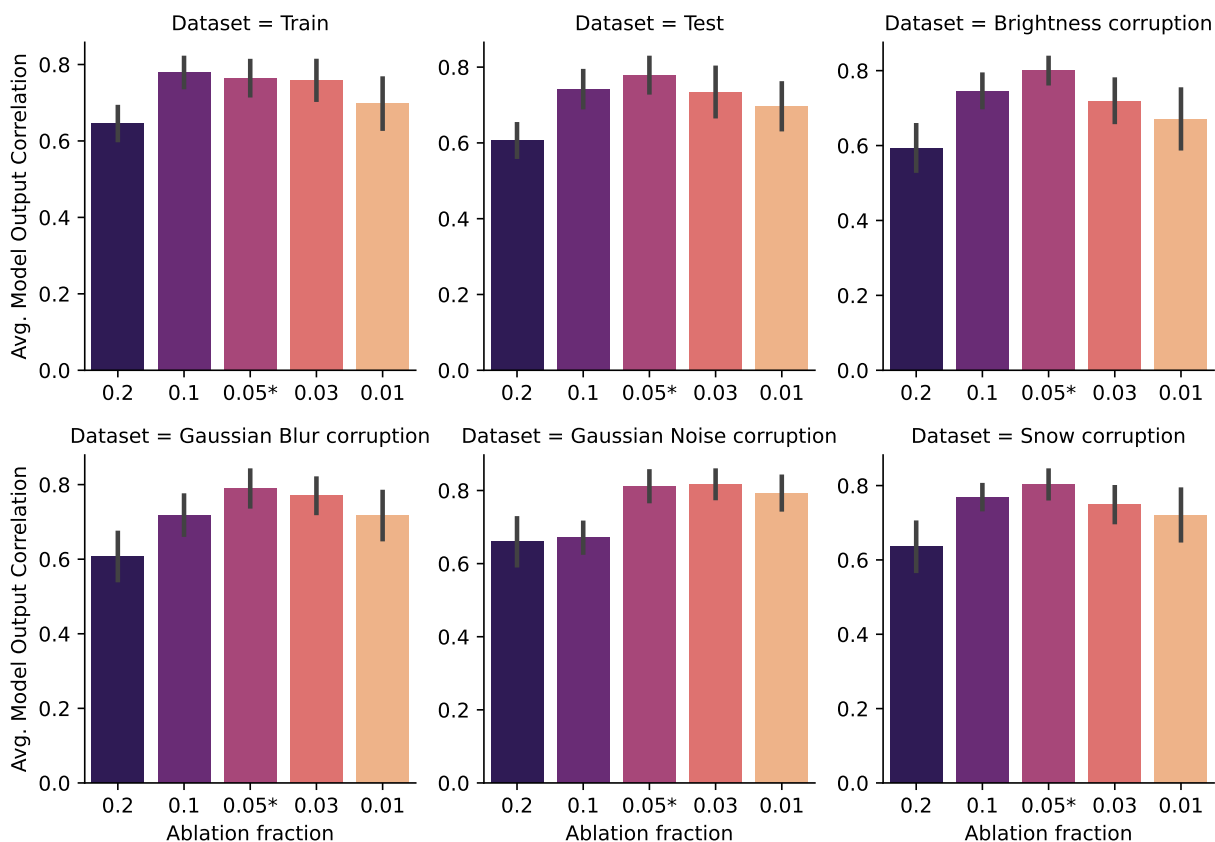 Dataset = Train
Dataset = Test
Dataset = Brightness corruption
Avg. Model Output Correlation
0.8
0.6
0.4
0.2
0.0
0.2 0.1 0.05* 0.03 0.01
0.8
0.6
0.4
0.2
0.0
0.2 0.1 0.05* 0.03 0.01
0.8
0.6
0.4
0.2
0.0
0.2 0.1 0.05* 0.03 0.01
Dataset = Gaussian Blur corruption
Dataset = Gaussian Noise corruption
Dataset = Snow corruption
Avg. Model Output Correlation
0.8
0.6
0.4
0.2
0.0
0.2 0.1 0.05* 0.03 0.01
Ablation fraction
0.8
0.6
0.4
0.2
0.0
0.2 0.1 0.05* 0.03 0.01
Ablation fraction
0.8
0.6
0.4
0.2
0.0
0.2 0.1 0.05* 0.03 0.01
Ablation fraction